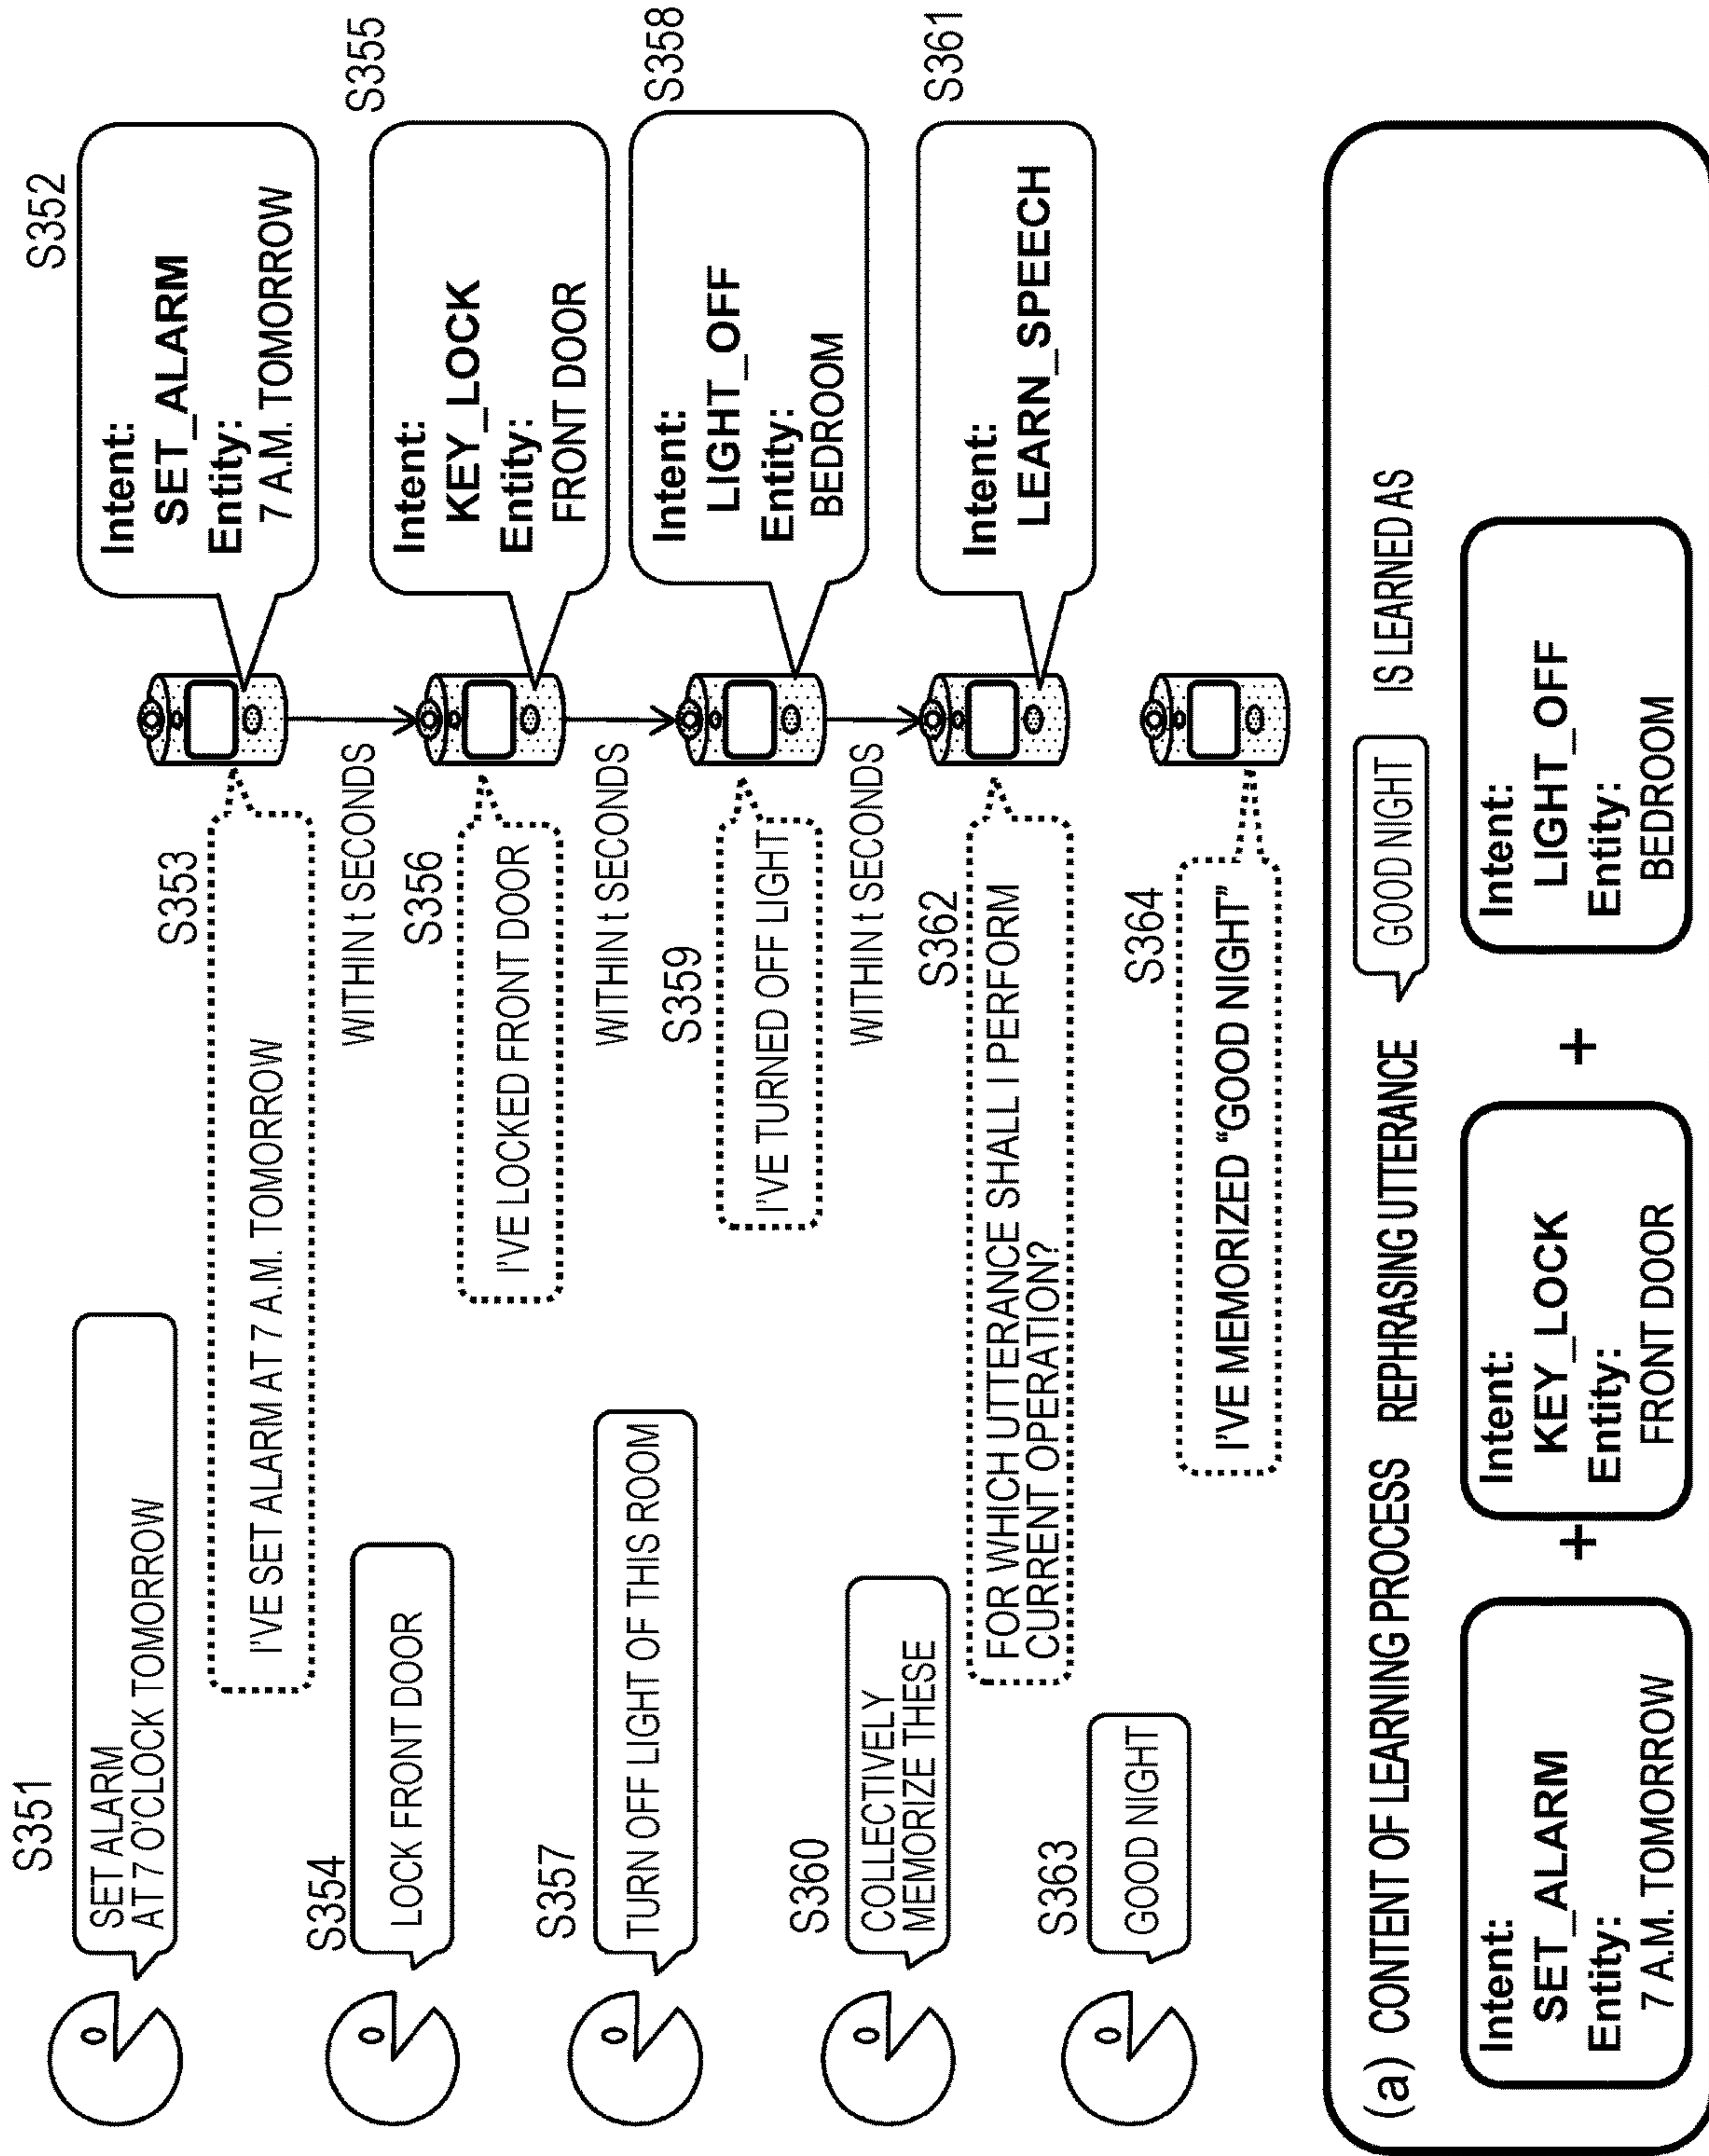 S351
SET ALARM
AT 7 O'CLOCK TOMORROW
S352
Intent:
SET_ALARM
Entity:
7 A.M. TOMORROW
S353
I'VE SET ALARM AT 7 A.M. TOMORROW
WITHIN t SECONDS
S354
LOCK FRONT DOOR
S355
Intent:
KEY_LOCK
Entity:
FRONT DOOR
S356
I'VE LOCKED FRONT DOOR
WITHIN t SECONDS
S357
TURN OFF LIGHT OF THIS ROOM
S358
Intent:
LIGHT_OFF
Entity:
BEDROOM
S359
I'VE TURNED OFF LIGHT
WITHIN t SECONDS
S360
COLLECTIVELY
MEMORIZE THESE
S361
Intent:
LEARN_SPEECH
S362
FOR WHICH UTTERANCE SHALL I PERFORM
CURRENT OPERATION?
S363
GOOD NIGHT
S364
I'VE MEMORIZED “GOOD NIGHT”
(a) CONTENT OF LEARNING PROCESS REPHRASING UTTERANCE GOOD NIGHT IS LEARNED AS
Intent:
SET_ALARM
Entity:
7 A.M. TOMORROW
+
Intent:
KEY_LOCK
Entity:
FRONT DOOR
+
Intent:
LIGHT_OFF
Entity:
BEDROOM